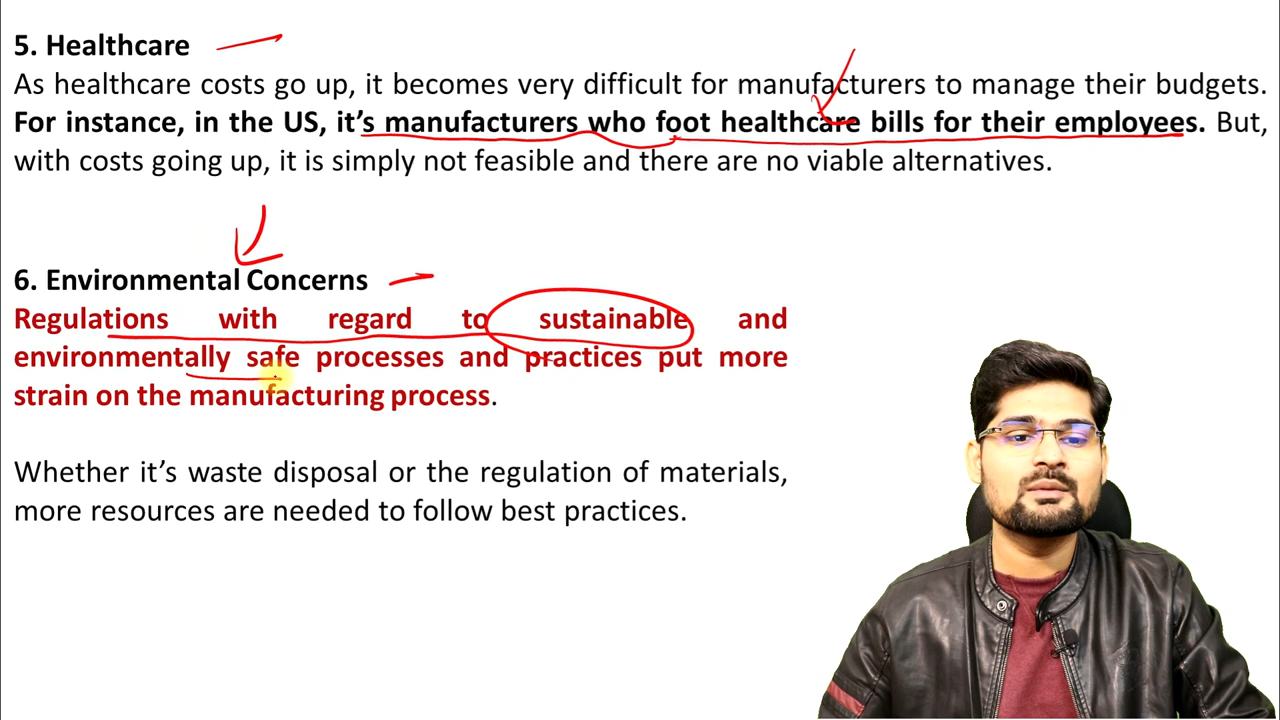 5. Healthcare
As healthcare costs go up, it becomes very difficult for manufacturers to manage their budgets.
For instance, in the US, it’s manufacturers who foot healthcare bills for their employees. But,
with costs going up, it is simply not feasible and there are no viable alternatives.
6. Environmental Concerns
Regulations with regard to sustainable and
environmentally safe processes and practices put more
strain on the manufacturing process.
Whether it’s waste disposal or the regulation of materials,
more resources are needed to follow best practices.